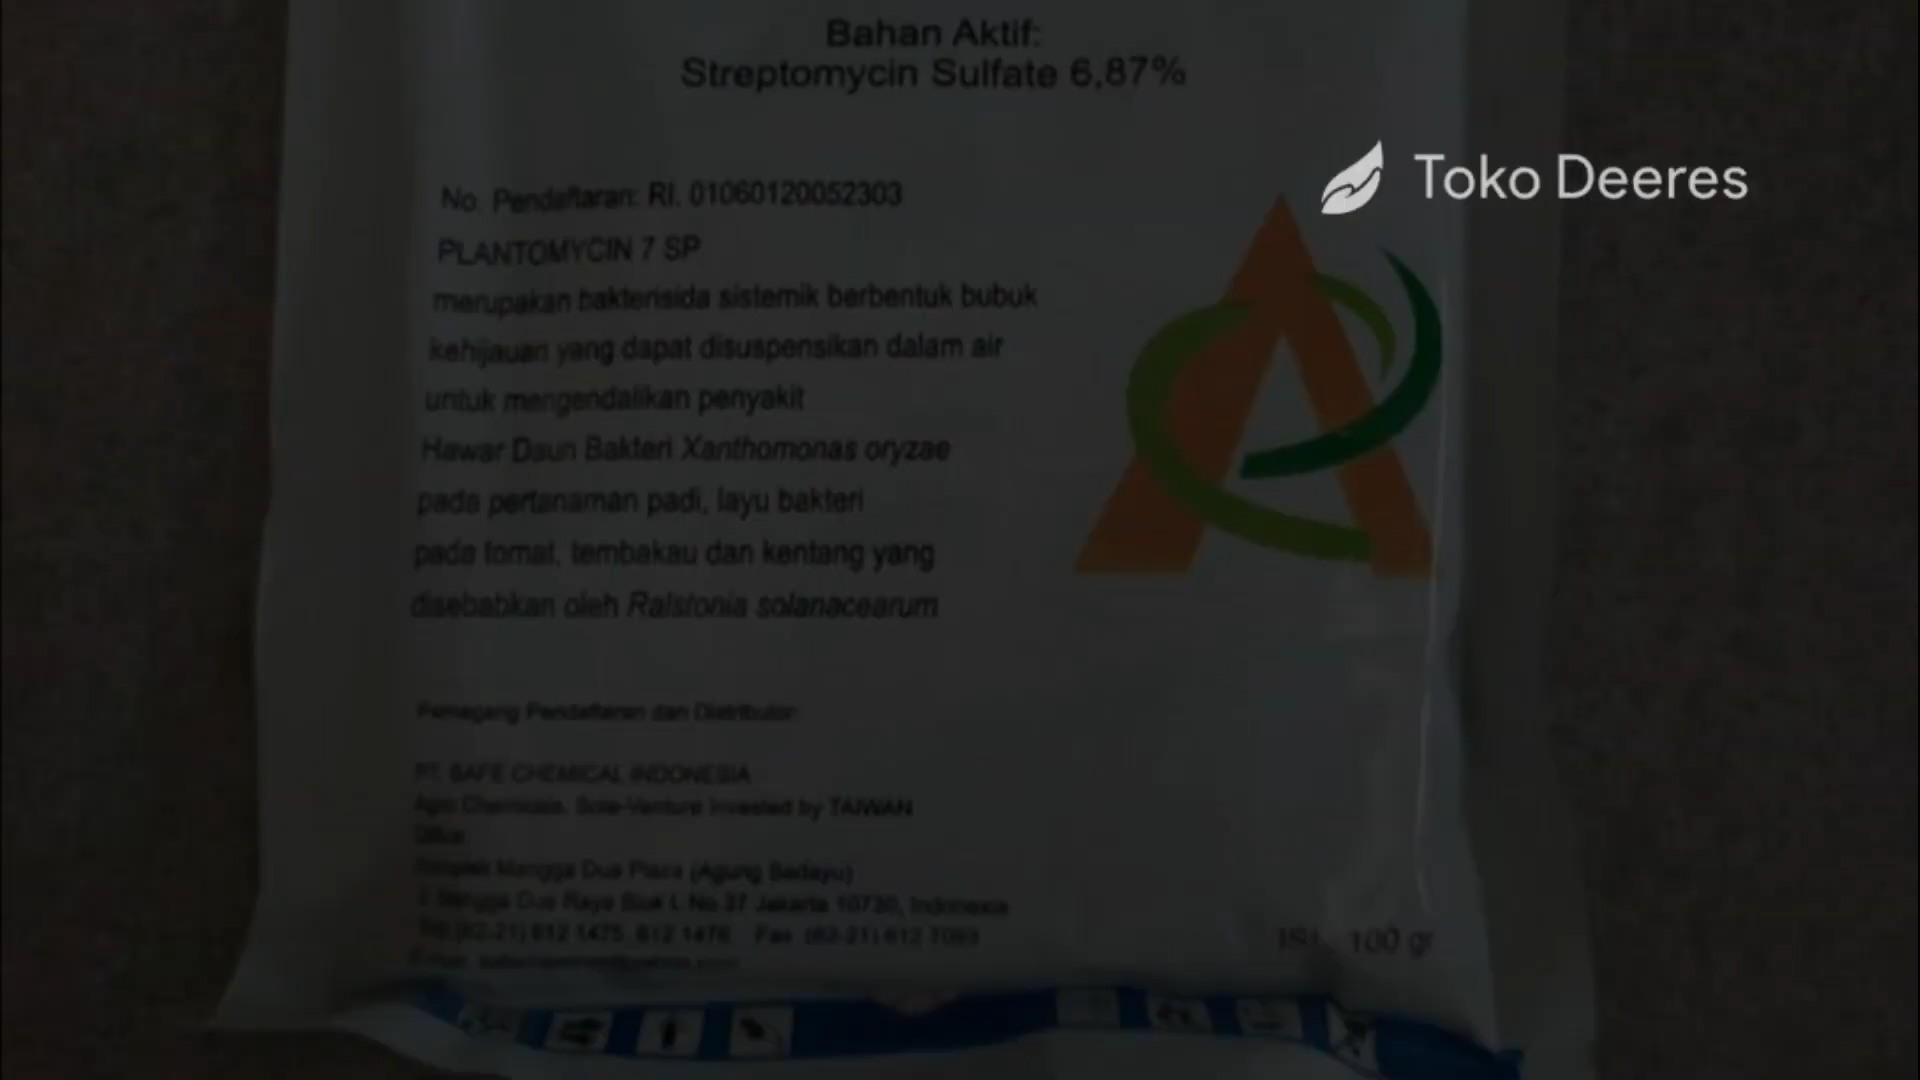 Bahan Aktif:
Streptomycin Sulfate 6,87%
Toko Deeres
No. Pendaftaran: RI. 01060120052303
PLANTOMYCIN 7 SP
merupakan bakterisida sistemik berbentuk bubuk
kehijauan yang dapat disuspensikan dalam air
untuk mengendalikan penyakit
Hawar Daun Bakteri Xanthomonas oryzae
pada pertanaman padi, layu bakteri
pada tomat, tembakau dan kentang yang
disebabkan oleh Ralstonia solanacearum
Pemegang Pendaftaran dan Distributor:
PT. SAFE CHEMICAL INDONESIA
Agro Chemicals, Sole-Venture Invested by TAIWAN
Office:
Komplek Mangga Dua Plaza (Agung Sedayu)
Mangga Dua Raya Blok L No.37 Jakarta 10730, Indonesia
(62-21) 612 1475, 612 1476 Fax. (62-21) 612 7093
ISI : 100 gr